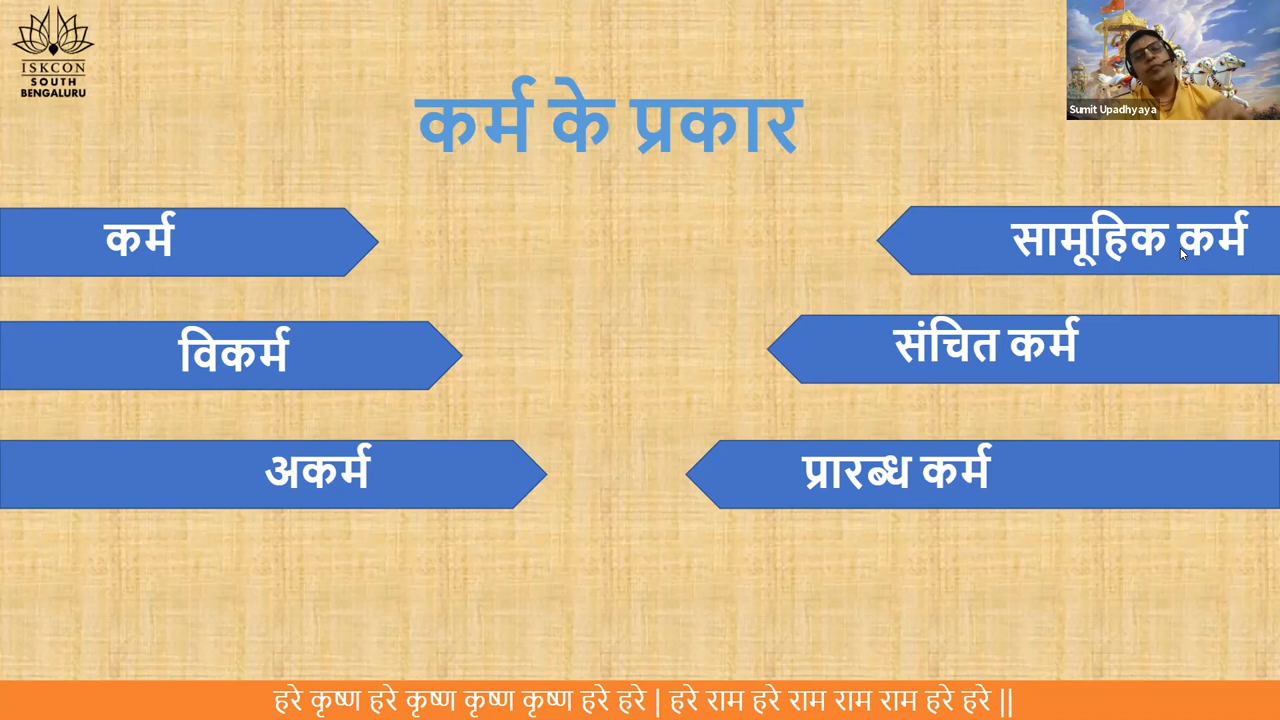 ISKCON
SOUTH
BENGALURU
Sumit Upadhyaya
कर्म के प्रकार
कर्म
सामूहिक कर्म
विकर्म
संचित कर्म
अकर्म
प्रारब्ध कर्म
हरे कृष्ण हरे कृष्ण कृष्ण कृष्ण हरे हरे | हरे राम हरे राम राम राम हरे हरे ||